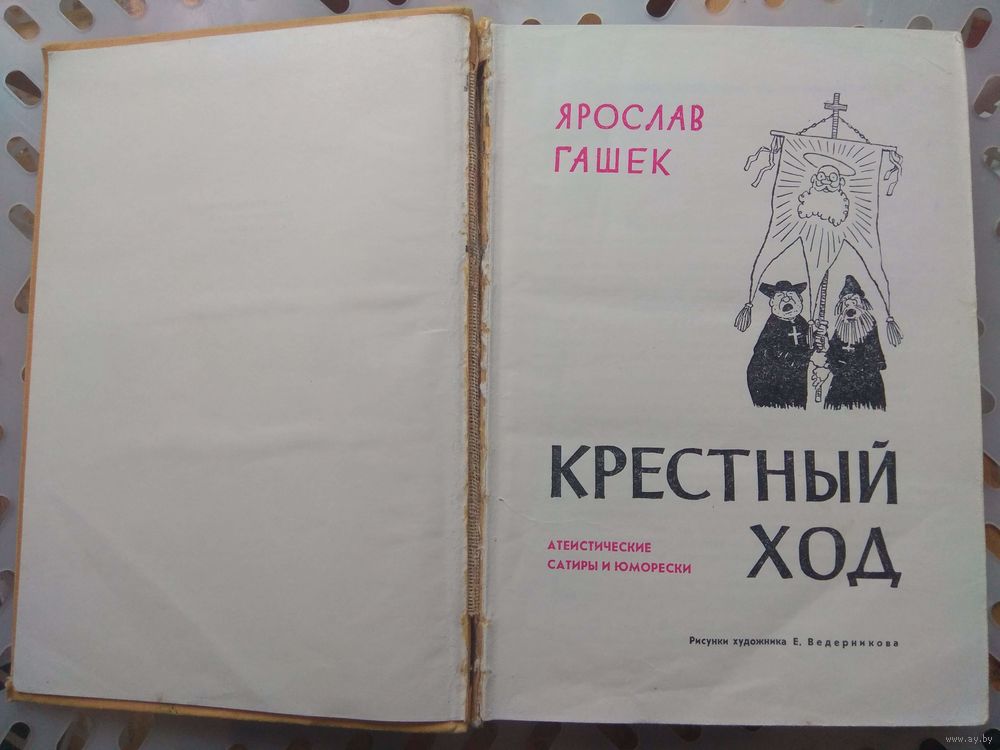 ЯРОСЛАВ
ГАШЕК
КРЕСТНЫЙ
ХОД
АТЕИСТИЧЕСКИЕ
САТИРЫ И ЮМОРЕСКИ
Рисунки художника Е. Ведерникова
www.ay.by